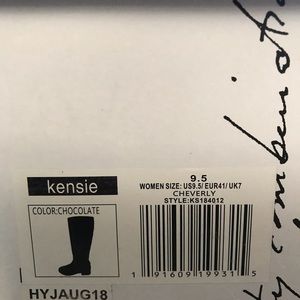 kensie
COLOR:CHOCOLATE
9.5
WOMEN SIZE: US9.5/ EUR41/ UK7
CHEVERLY
STYLE:KS184012
1 91609 19931 5
HYJAUG18